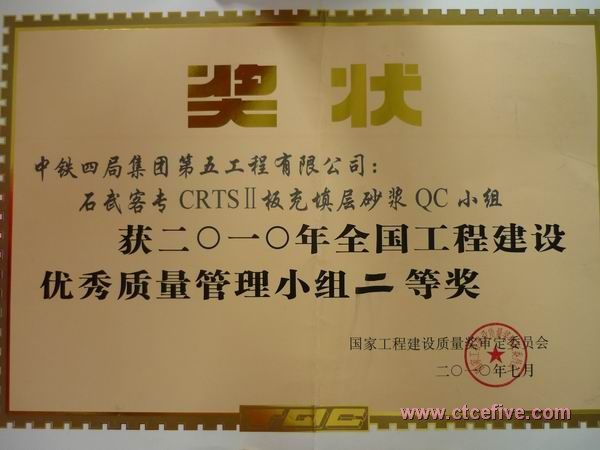 奖状
中铁四局集团第五工程有限公司：
石武客专CRTSⅡ板充填层砂浆QC小组
获二〇一〇年全国工程建设
优秀质量管理小组二等奖
国家工程建设质量奖审定委员会
二〇一〇年七月
www.ctcefive.com